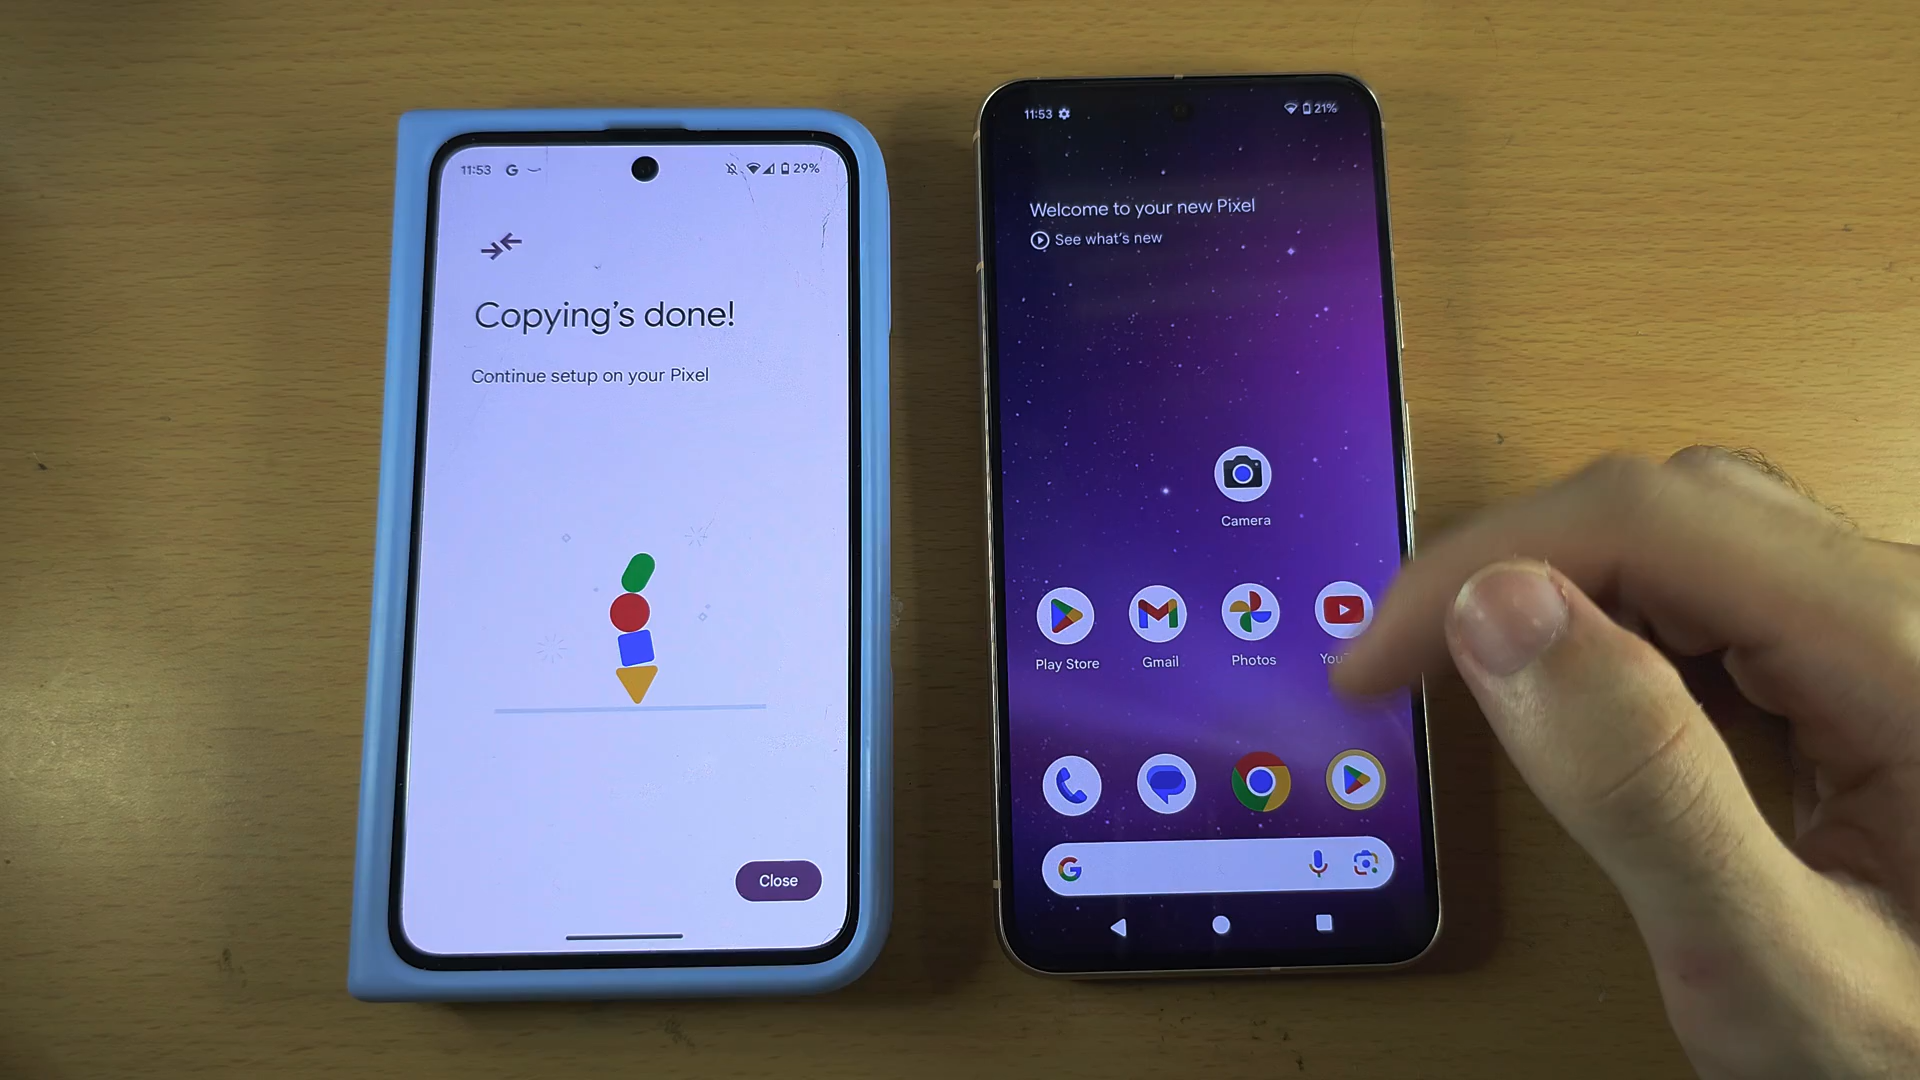 11:53
29%
Copying's done!
Continue setup on your Pixel
Close
11:53
21%
Welcome to your new Pixel
See what's new
Camera
Play Store
Gmail
Photos